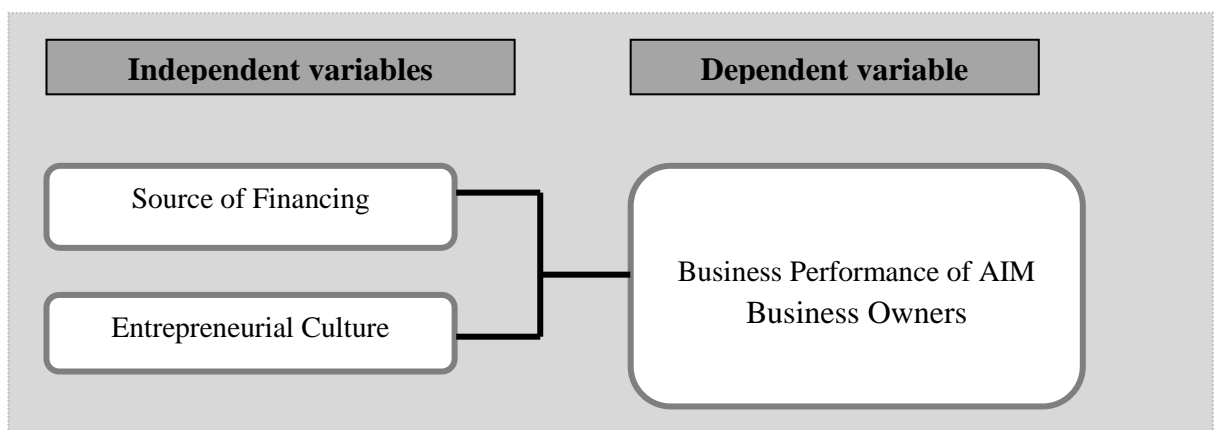 Independent variables
Dependent variable
Source of Financing
Entrepreneurial Culture
Business Performance of AIM
Business Owners